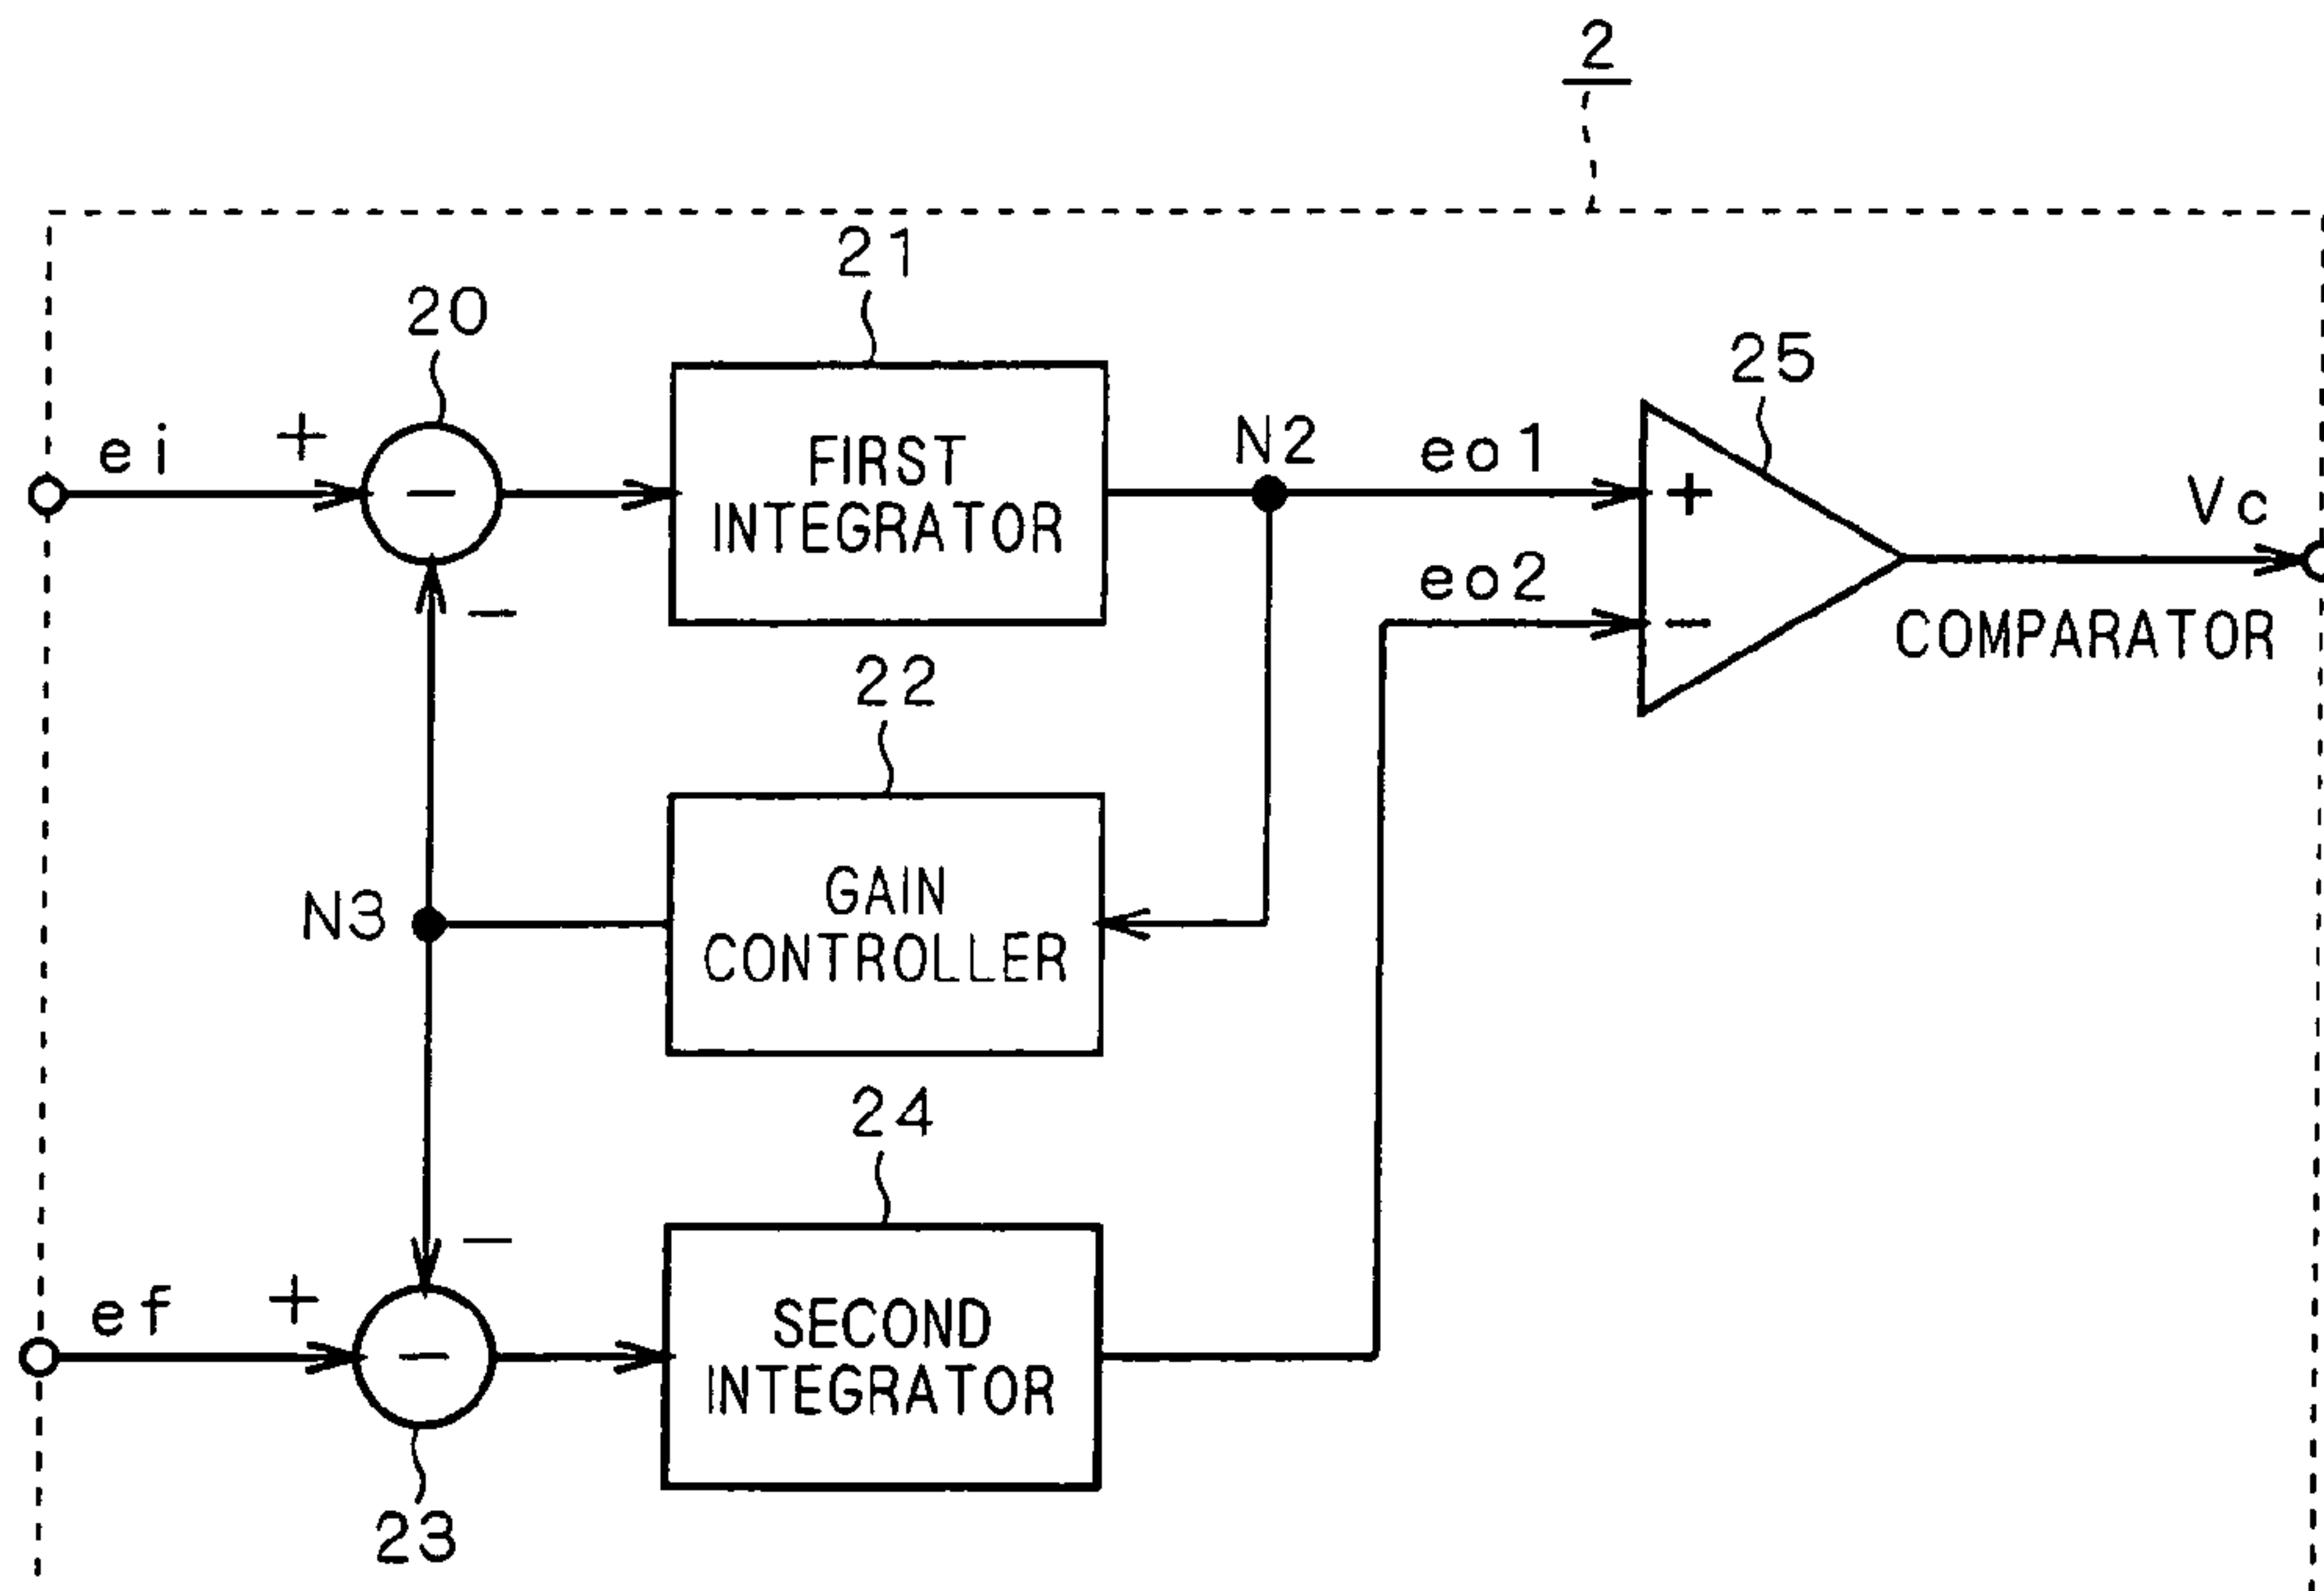 2
21
20
25
ei
+
−
FIRST
INTEGRATOR
N2
eo1
+
Vc
−
eo2
−
COMPARATOR
22
N3
GAIN
CONTROLLER
24
−
ef
+
−
SECOND
INTEGRATOR
23